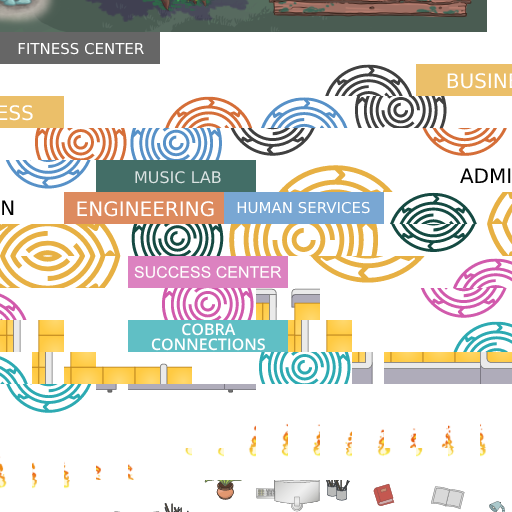 FITNESS CENTER
BUSIN
ESS
MUSIC LAB
ADMI
N
ENGINEERING
HUMAN SERVICES
SUCCESS CENTER
COBRA
CONNECTIONS